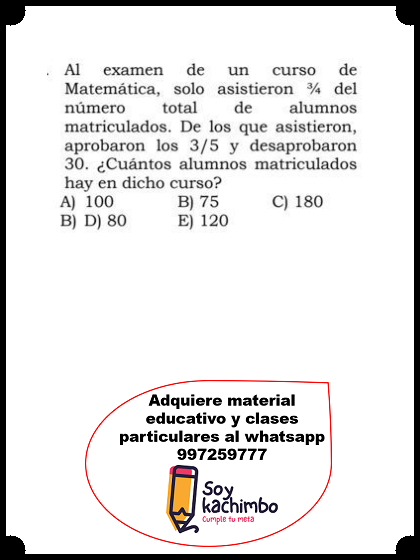 . Al examen de un curso de
Matemática, solo asistieron ¾ del
número total de alumnos
matriculados. De los que asistieron,
aprobaron los 3/5 y desaprobaron
30. ¿Cuántos alumnos matriculados
hay en dicho curso?
A) 100 B) 75 C) 180
B) D) 80 E) 120
Adquiere material
educativo y clases
particulares al whatsapp
997259777
Soy
kachimbo
Cumple tu meta